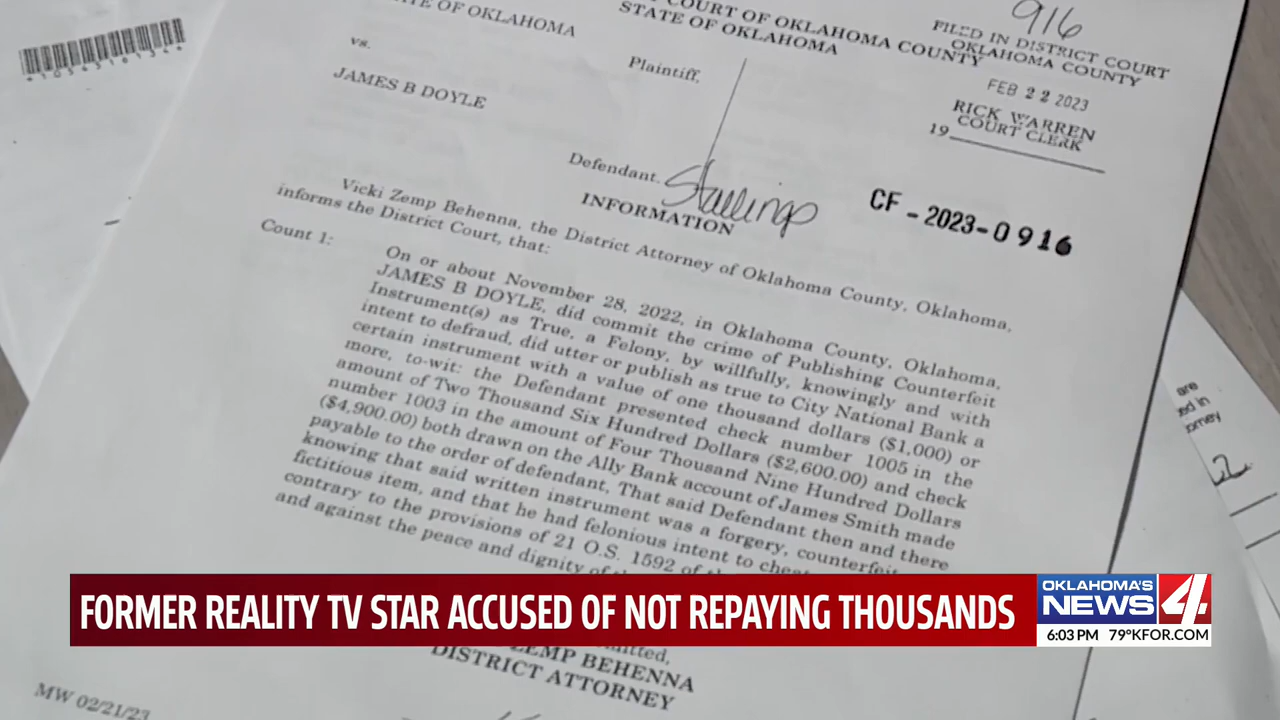 916
COURT OF OKLAHOMA COUNTY
STATE OF OKLAHOMA
OF OKLAHOMA
FILED IN DISTRICT COURT
OKLAHOMA COUNTY
vs.
Plaintiff,
FEB 22 2023
JAMES B DOYLE
RICK WARREN
COURT CLERK
19
Defendant.
Stallings
INFORMATION
CF-2023-0916
Vicki Zemp Behenna, the District Attorney of Oklahoma County, Oklahoma,
informs the District Court, that:
Count 1:
On or about November 28, 2022, in Oklahoma County, Oklahoma,
JAMES B DOYLE, did commit the crime of Publishing Counterfeit
Instrument(s) as True, a Felony, by willfully, knowingly and with
intent to defraud, did utter or publish as true to City National Bank a
certain instrument with a value of one thousand dollars ($1,000) or
more, to-wit: the Defendant presented check number 1005 in the
amount of Two Thousand Six Hundred Dollars ($2,600.00) and check
number 1003 in the amount of Four Thousand Nine Hundred Dollars
($4,900.00) both drawn on the Ally Bank account of James Smith made
payable to the order of defendant, That said Defendant then and there
knowing that said written instrument was a forgery, counterfeit
fictitious item, and that he had felonious intent to cheat
contrary to the provisions of 21 O.S. 1592 of
and against the peace and dignity of
FORMER REALITY TV STAR ACCUSED OF NOT REPAYING THOUSANDS
OKLAHOMA'S
NEWS 4
6:03 PM 79° KFOR.COM
ZEMP BEHENNA
DISTRICT ATTORNEY
MW 02/21/23
are
ed in
2